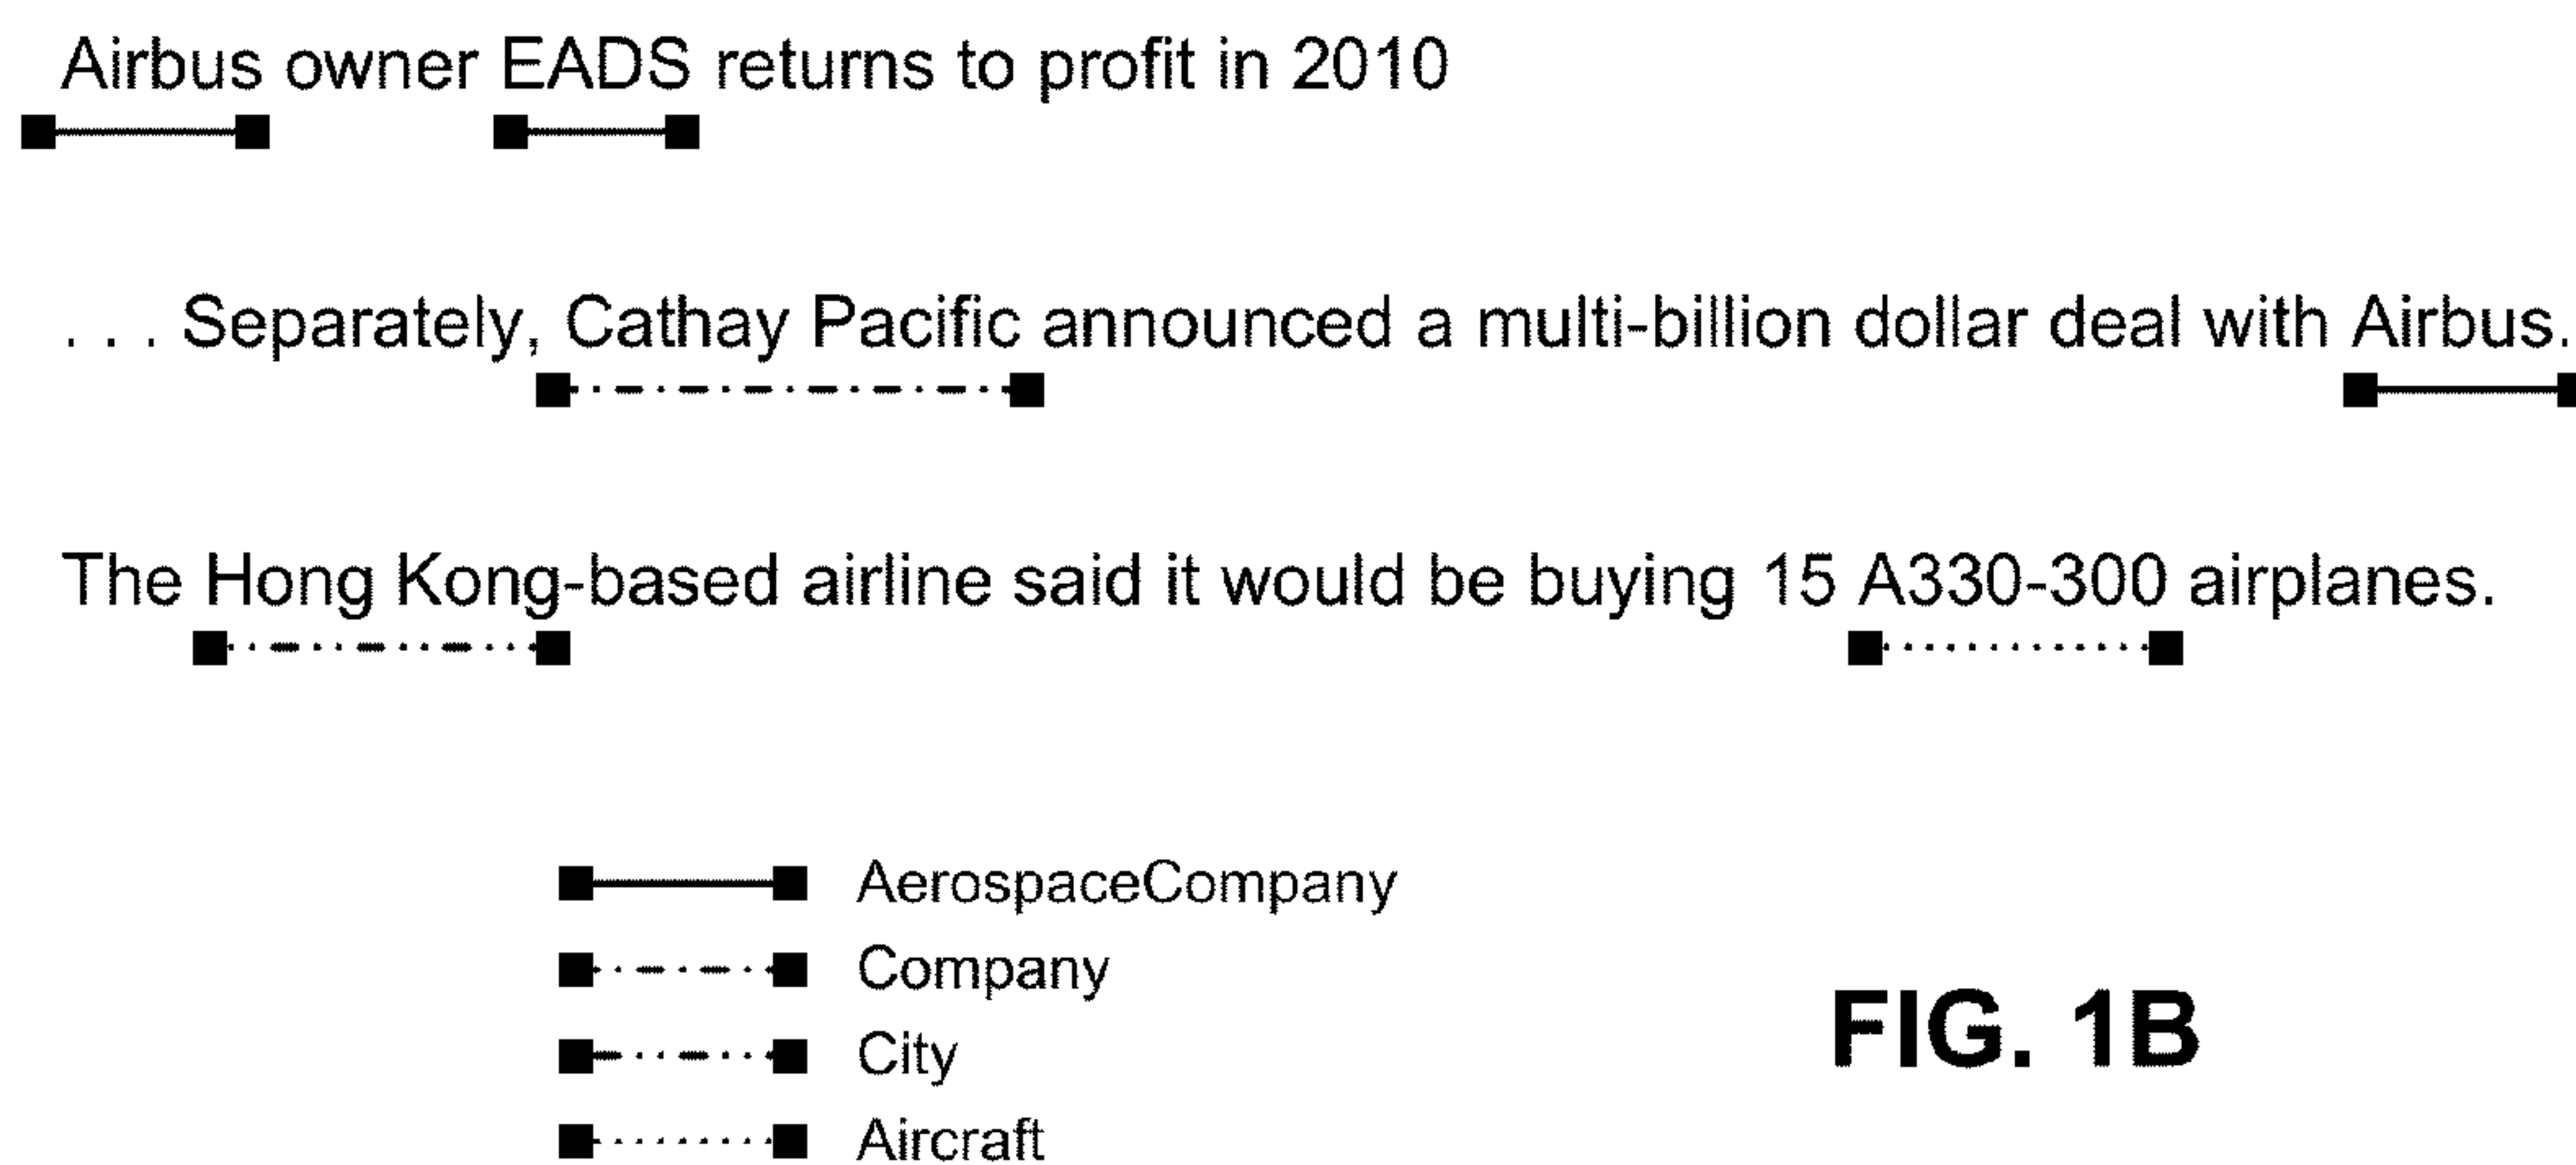 Airbus owner EADS returns to profit in 2010
. . . Separately, Cathay Pacific announced a multi-billion dollar deal with Airbus.
The Hong Kong-based airline said it would be buying 15 A330-300 airplanes.
AerospaceCompany
Company
City
Aircraft
FIG. 1B